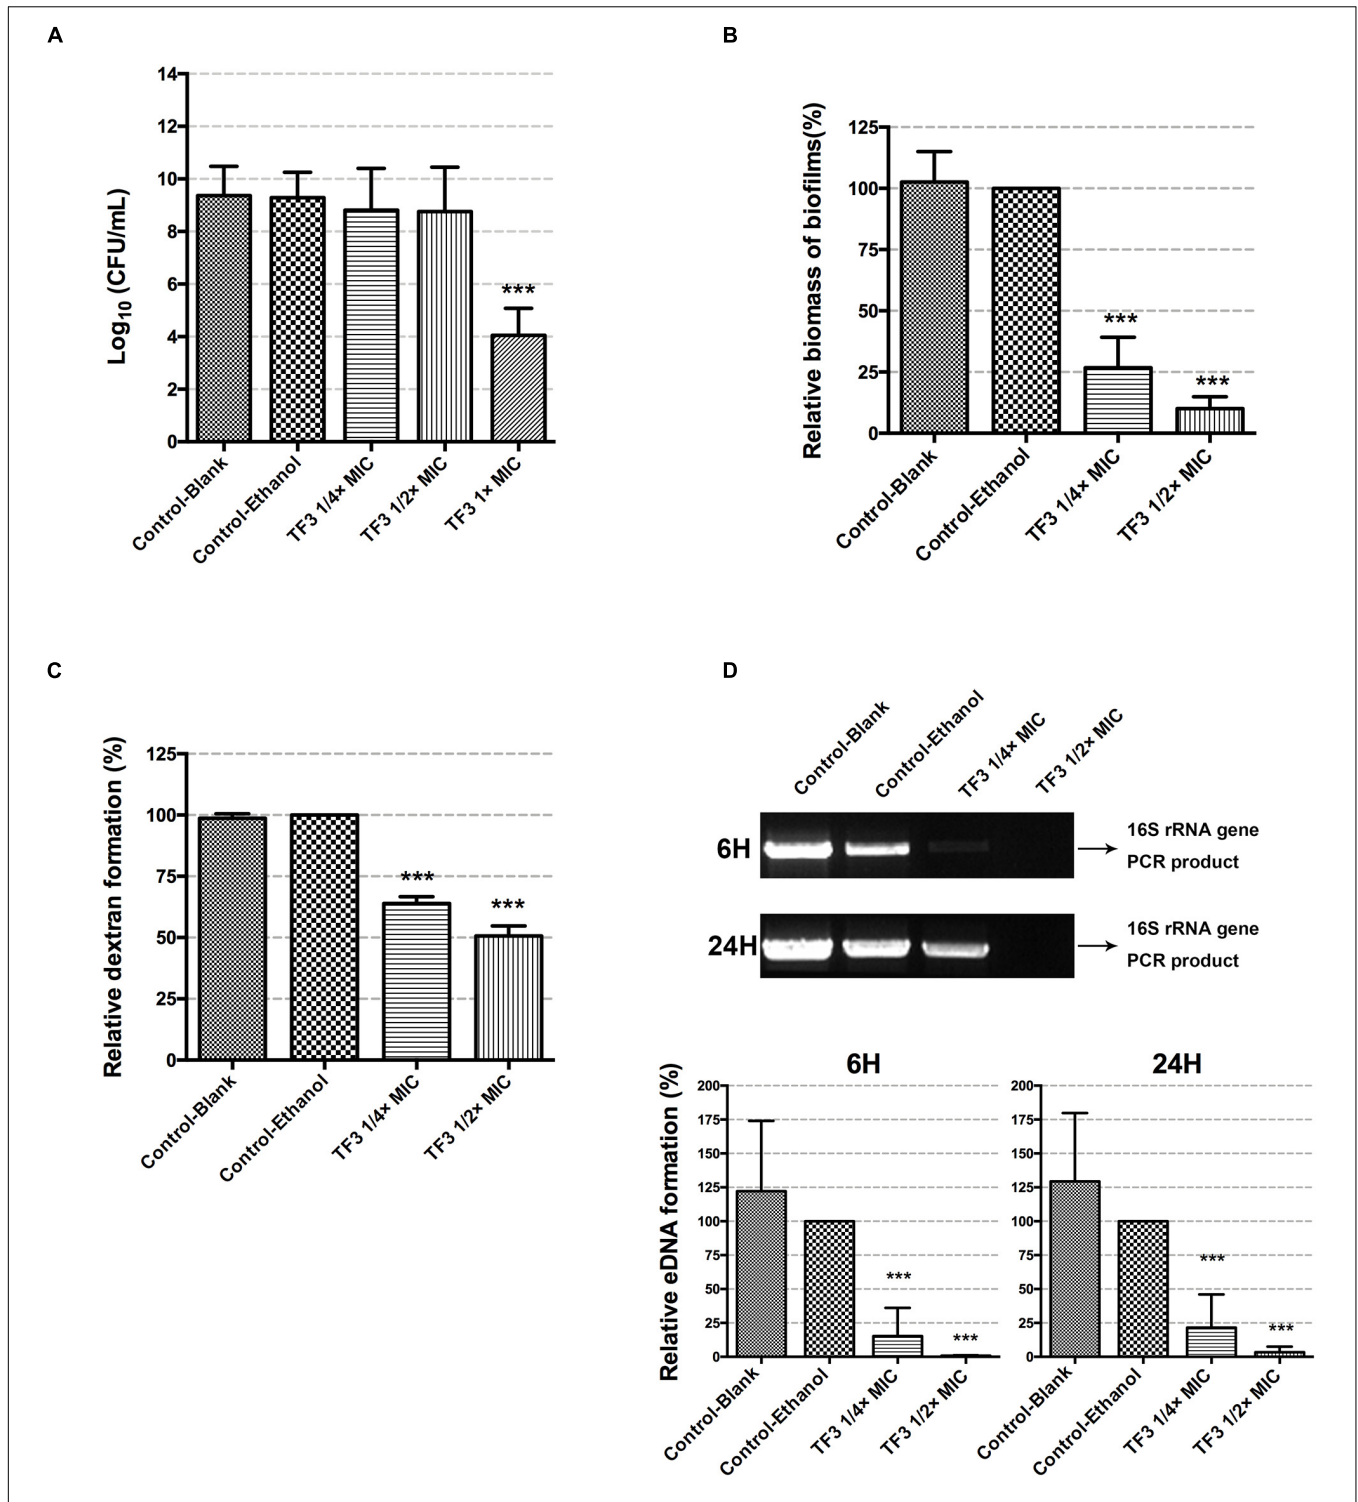 A
14
12
10
8
6
4
2
0
Log10 (CFU/mL)
***
Control-Blank
Control-Ethanol
TF3 1/4× MIC
TF3 1/2× MIC
TF3 1× MIC
B
125
100
75
50
25
0
Relative biomass of biofilms(%)
***
***
Control-Blank
Control-Ethanol
TF3 1/4× MIC
TF3 1/2× MIC
C
125
100
75
50
25
0
Relative dextran formation (%)
***
***
Control-Blank
Control-Ethanol
TF3 1/4× MIC
TF3 1/2× MIC
D
Control-Blank
Control-Ethanol
TF3 1/4× MIC
TF3 1/2× MIC
6H
16S rRNA gene
PCR product
24H
16S rRNA gene
PCR product
Relative eDNA formation (%)
6H
200
175
150
125
100
75
50
25
0
***
***
Control-Blank
Control-Ethanol
TF3 1/4× MIC
TF3 1/2× MIC
24H
200
175
150
125
100
75
50
25
0
***
***
Control-Blank
Control-Ethanol
TF3 1/4× MIC
TF3 1/2× MIC